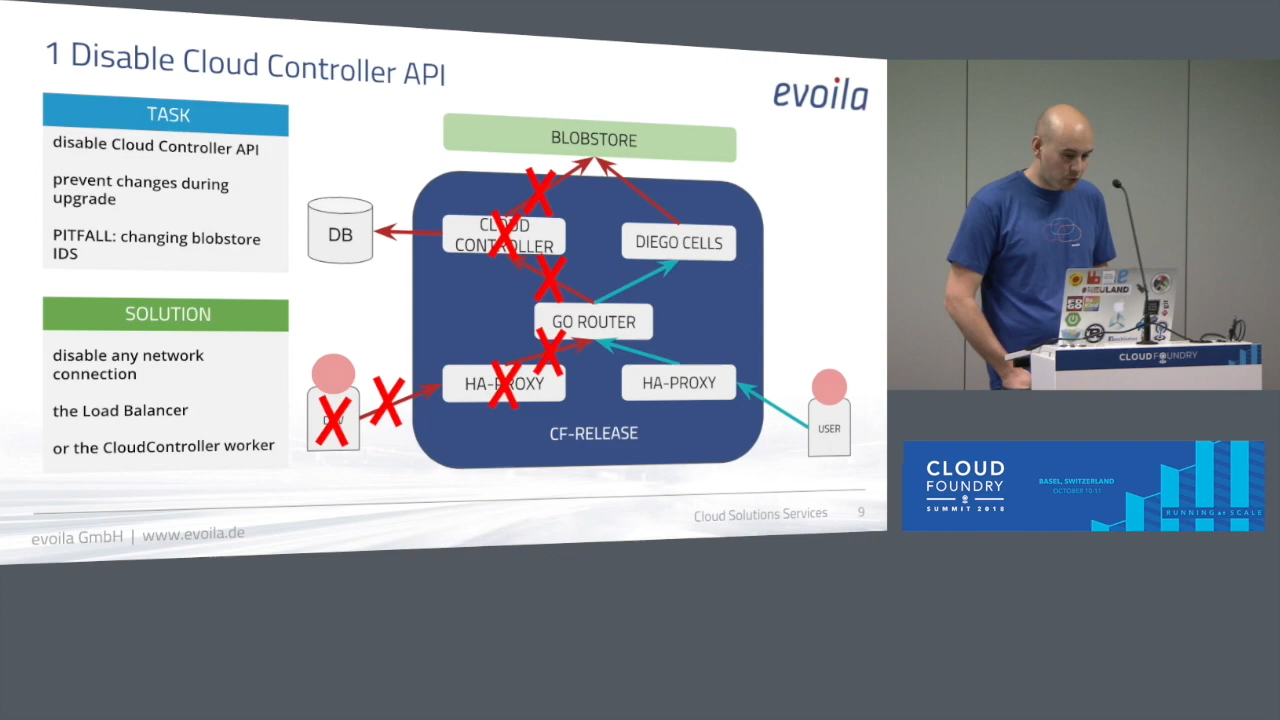 1 Disable Cloud Controller API
evoila
TASK
disable Cloud Controller API
prevent changes during
upgrade
PITFALL: changing blobstore
IDS
SOLUTION
disable any network
connection
the Load Balancer
or the CloudController worker
BLOBSTORE
DB
CLOUD
CONTROLLER
DIEGO CELLS
GO ROUTER
HA-PROXY
HA-PROXY
CF-RELEASE
USER
evoila GmbH | www.evoila.de
Cloud Solutions Services
9
#NEULAND
CLOUD FOUNDRY
CLOUD
FOUNDRY
SUMMIT 2018
BASEL, SWITZERLAND
OCTOBER 10-11
RUNNING AT SCALE